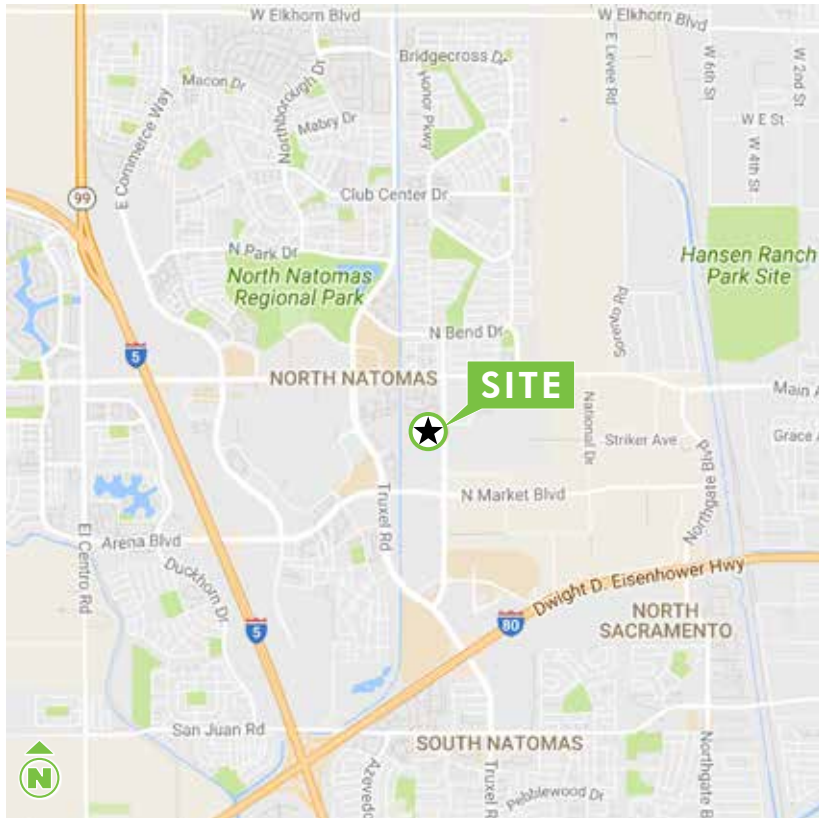 W Elkhorn Blvd
W Elkhorn Blvd
Bridgecross Dr
Macon Dr
Northborough Dr
Honor Pkwy
E Levee Rd
W 6th St
W 2nd St
E Commerce Way
Mabry Dr
W E St
W 4th St
99
Club Center Dr
N Park Dr
North Natomas
Regional Park
Hansen Ranch
Park Site
Sorento Rd
N Bend Dr
5
NORTH NATOMAS
SITE
Main A
National Dr
Striker Ave
Grace A
Northgate Blvd
Truxel Rd
N Market Blvd
El Centro Rd
Arena Blvd
Duckhorn Dr
Dwight D. Eisenhower Hwy
5
80
NORTH
SACRAMENTO
San Juan Rd
SOUTH NATOMAS
N
Azevedo
Truxel Rd
Pebblewood Dr
Northgate B